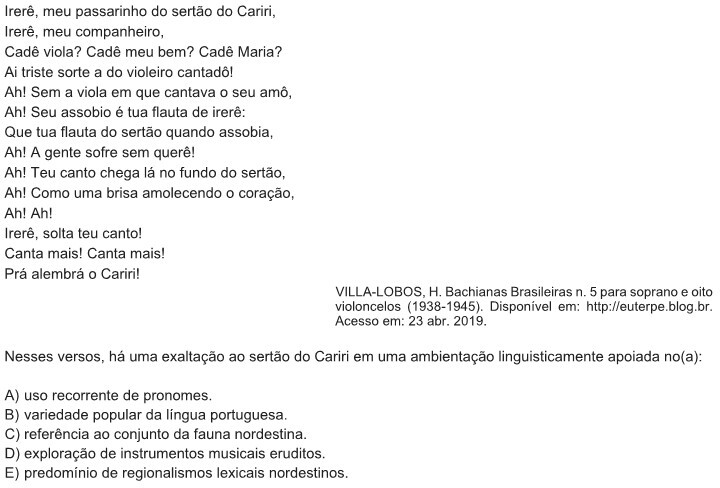 Irerê, meu passarinho do sertão do Cariri,
Irerê, meu companheiro,
Cadê viola? Cadê meu bem? Cadê Maria?
Ai triste sorte a do violeiro cantadô!
Ah! Sem a viola em que cantava o seu amô,
Ah! Seu assobio é tua flauta de irerê:
Que tua flauta do sertão quando assobia,
Ah! A gente sofre sem querê!
Ah! Teu canto chega lá no fundo do sertão,
Ah! Como uma brisa amolecendo o coração,
Ah! Ah!
Irerê, solta teu canto!
Canta mais! Canta mais!
Prá alembrá o Cariri!
VILLA-LOBOS, H. Bachianas Brasileiras n. 5 para soprano e oito
violoncelos (1938-1945). Disponível em: http://euterpe.blog.br.
Acesso em: 23 abr. 2019.
Nesses versos, há uma exaltação ao sertão do Cariri em uma ambientação linguisticamente apoiada no(a):
A) uso recorrente de pronomes.
B) variedade popular da língua portuguesa.
C) referência ao conjunto da fauna nordestina.
D) exploração de instrumentos musicais eruditos.
E) predomínio de regionalismos lexicais nordestinos.